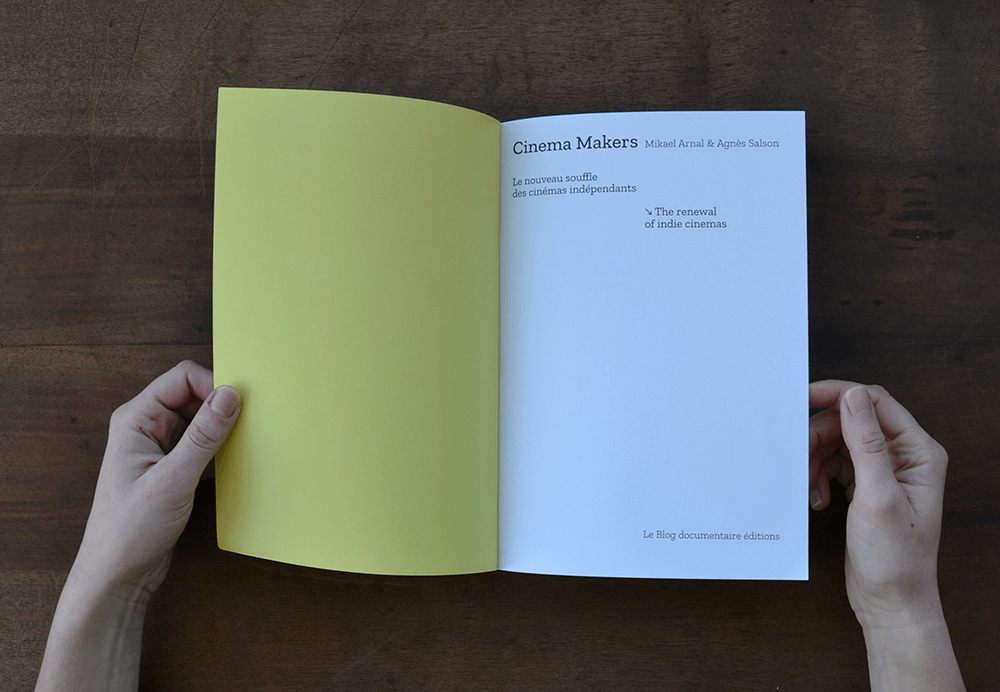 Cinema Makers Mikael Arnal & Agnès Salson
Le nouveau souffle
des cinémas indépendants
↘ The renewal
of indie cinemas
Le Blog documentaire éditions